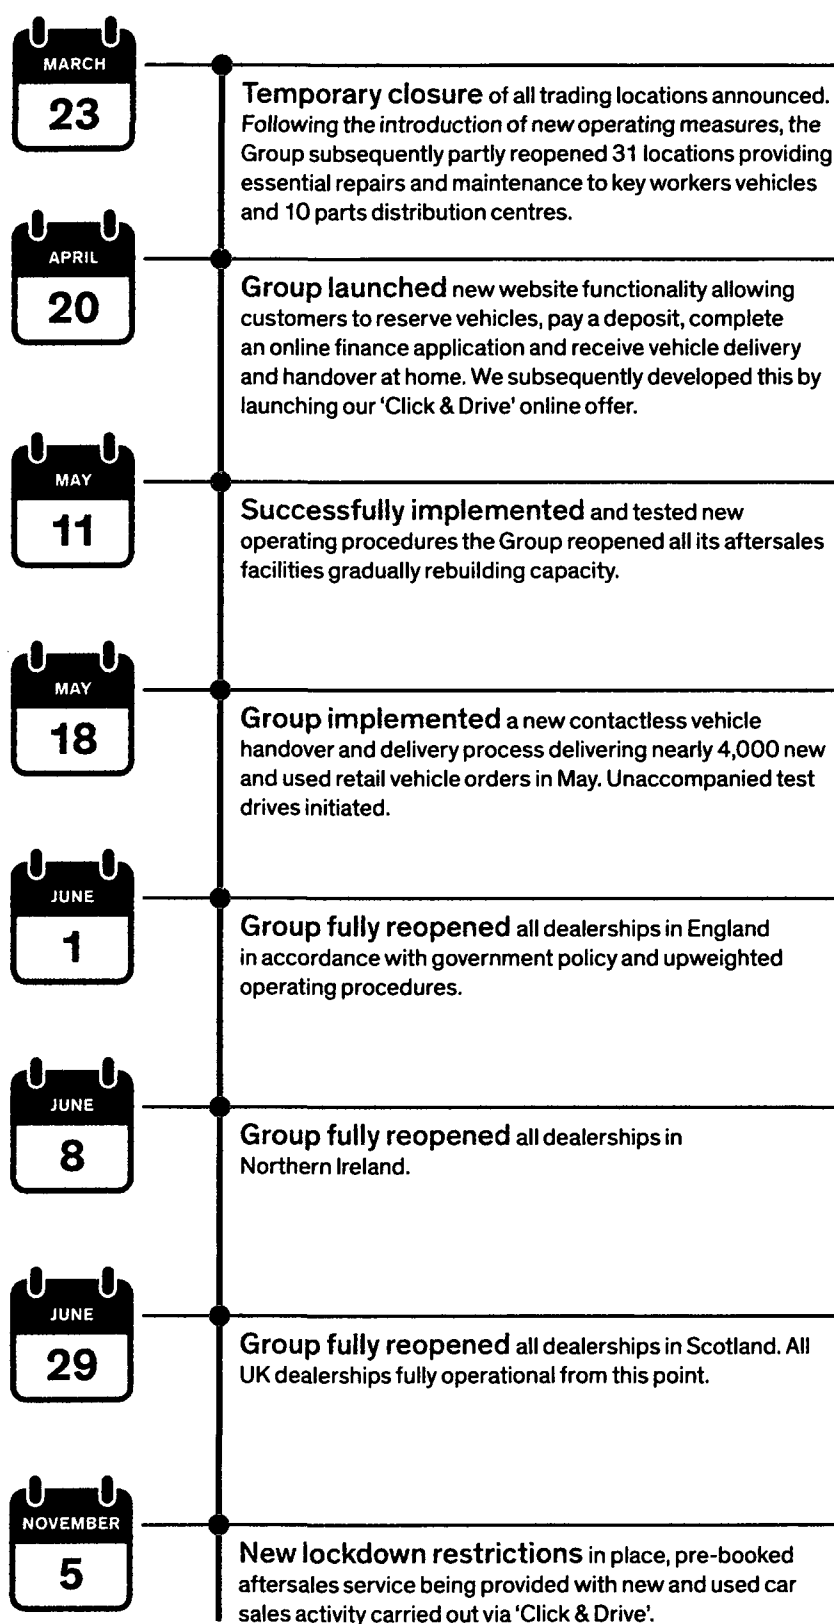 MARCH
23
Temporary closure of all trading locations announced.
Following the introduction of new operating measures, the
Group subsequently partly reopened 31 locations providing
essential repairs and maintenance to key workers vehicles
and 10 parts distribution centres.
APRIL
20
Group launched new website functionality allowing
customers to reserve vehicles, pay a deposit, complete
an online finance application and receive vehicle delivery
and handover at home. We subsequently developed this by
launching our ‘Click & Drive’ online offer.
MAY
11
Successfully implemented and tested new
operating procedures the Group reopened all its aftersales
facilities gradually rebuilding capacity.
MAY
18
Group implemented a new contactless vehicle
handover and delivery process delivering nearly 4,000 new
and used retail vehicle orders in May. Unaccompanied test
drives initiated.
JUNE
1
Group fully reopened all dealerships in England
in accordance with government policy and upweighted
operating procedures.
JUNE
8
Group fully reopened all dealerships in
Northern Ireland.
JUNE
29
Group fully reopened all dealerships in Scotland. All
UK dealerships fully operational from this point.
NOVEMBER
5
New lockdown restrictions in place, pre-booked
aftersales service being provided with new and used car
sales activity carried out via ‘Click & Drive’.